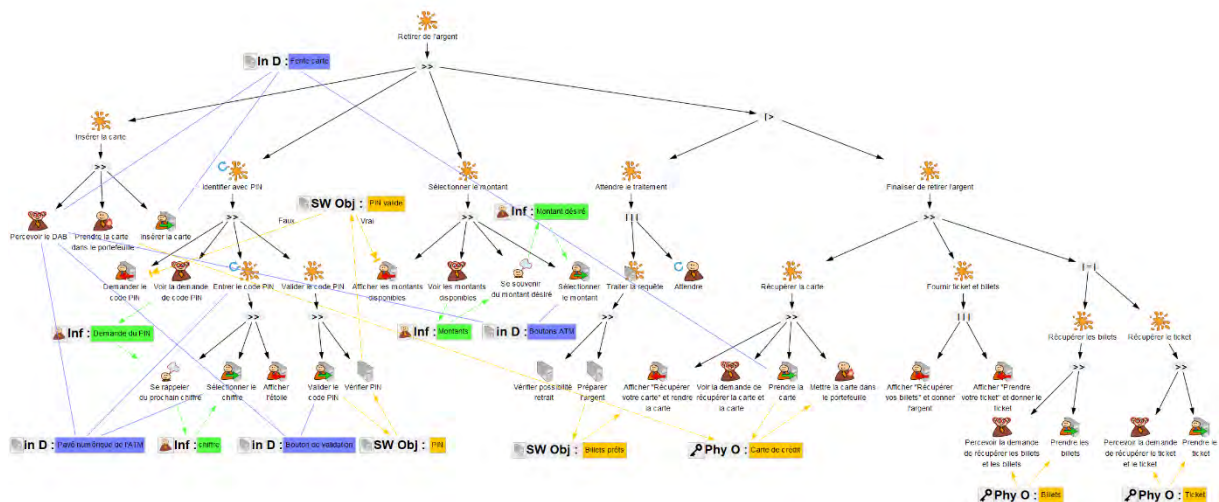 Retirer de l'argent
>>
in D : Fente carte
Insérer la carte
>>
|>
Identifier avec PIN
>>
Sélectionner le montant
>>
Attendre le traitement
|||
Finaliser de retirer l'argent
>>
Percevoir le DAB
Prendre la carte
dans le portefeuille
Insérer la carte
SW Obj : PIN valide
Faux
Vrai
Inf : Montant désiré
Demander le
code PIN
Voir la demande
de code PIN
Entrer le code PIN
>>
Valider le code PIN
>>
Afficher les montants
disponibles
Voir les montants
disponibles
Se souvenir
du montant désiré
Sélectionner
le montant
Traiter la requête
>>
Attendre
Récupérer la carte
>>
Fournir ticket et billets
|||
|=|
Inf : Demande du PIN
Inf : Montants
in D : Boutons ATM
Récupérer les billets
>>
Récupérer le ticket
>>
Se rappeler
du prochain chiffre
Sélectionner le
chiffre
Afficher
l'étoile
Valider le
code PIN
Vérifier PIN
Vérifier possibilité
retrait
Préparer
l'argent
Afficher "Récupérer
votre carte" et rendre
la carte
Voir la demande de
récupérer la carte et la
carte
Prendre la
carte
Mettre la carte dans
le portefeuille
Afficher "Récupérer
vos billets" et donner
l'argent
Afficher "Prendre
votre ticket" et donner le
ticket
in D : Pavé numérique de l'ATM
Inf : chiffre
in D : Bouton de validation
SW Obj : PIN
SW Obj : Billets prêts
Phy O : Carte de crédit
Percevoir la demande
de récupérer les billets
et les billets
Prendre les
billets
Percevoir la demande
de récupérer le ticket
et le ticket
Prendre le
ticket
Phy O : Billets
Phy O : Ticket